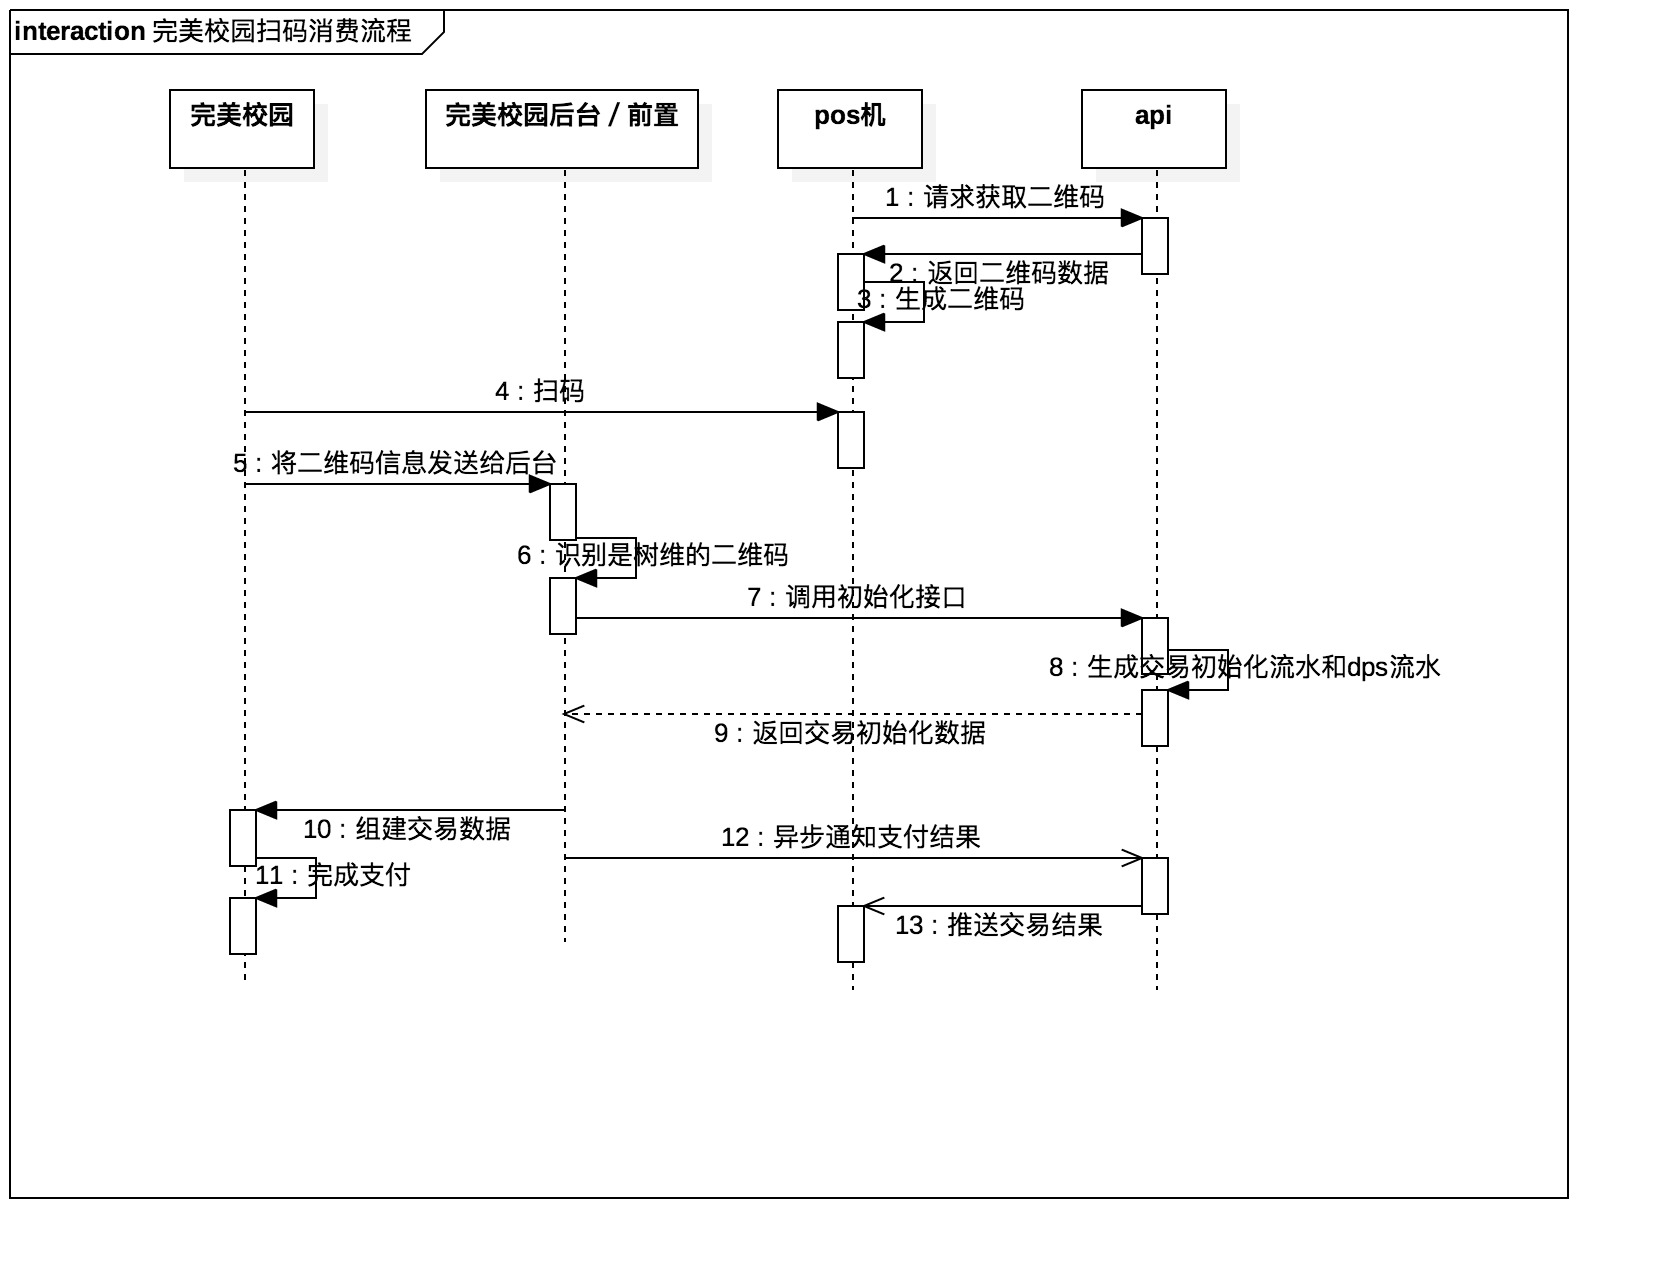 interaction 完美校园扫码消费流程
完美校园
完美校园后台 / 前置
pos机
api
1 : 请求获取二维码
2 : 返回二维码数据
3 : 生成二维码
4 : 扫码
5 : 将二维码信息发送给后台
6 : 识别是树维的二维码
7 : 调用初始化接口
8 : 生成交易初始化流水和dps流水
9 : 返回交易初始化数据
10 : 组建交易数据
12 : 异步通知支付结果
11 : 完成支付
13 : 推送交易结果